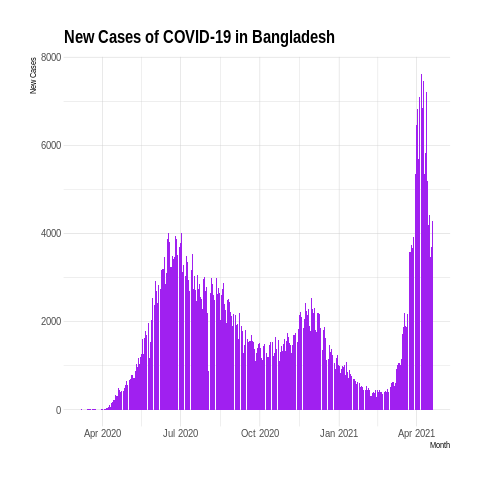 New Cases of COVID-19 in Bangladesh
New Cases
8000
6000
4000
2000
0
Apr 2020 Jul 2020 Oct 2020 Jan 2021 Apr 2021
Month